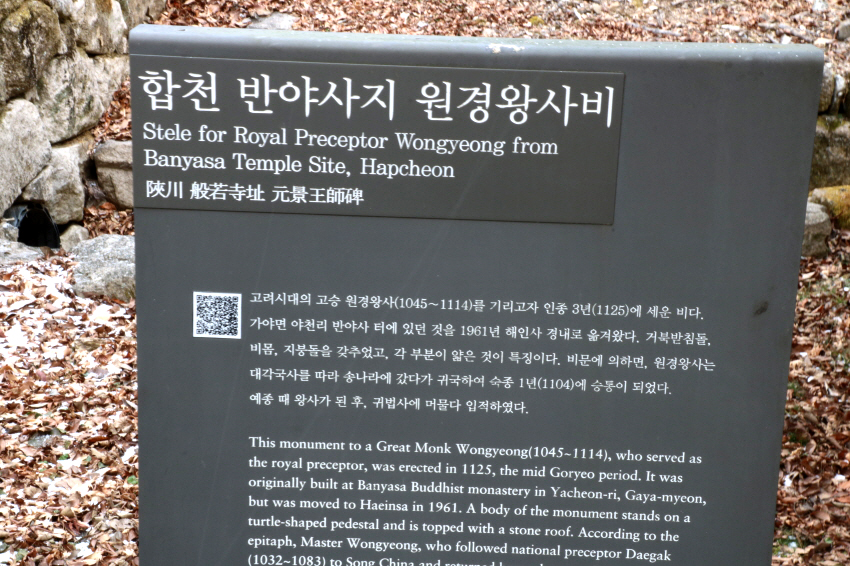 합천 반야사지 원경왕사비
Stele for Royal Preceptor Wongyeong from
Banyasa Temple Site, Hapcheon
陜川 般若寺址 元景王師碑
고려시대의 고승 원경왕사(1045~1114)를 기리고자 인종 3년(1125)에 세운 비다.
가야면 야천리 반야사 터에 있던 것을 1961년 해인사 경내로 옮겨왔다. 거북받침돌,
비몸, 지붕돌을 갖추었고, 각 부분이 얇은 것이 특징이다. 비문에 의하면, 원경왕사는
대각국사를 따라 송나라에 갔다가 귀국하여 숙종 1년(1104)에 승통이 되었다.
예종 때 왕사가 된 후, 귀법사에 머물다 입적하였다.
This monument to a Great Monk Wongyeong(1045~1114), who served as
the royal preceptor, was erected in 1125, the mid Goryeo period. It was
originally built at Banyasa Buddhist monastery in Yacheon-ri, Gaya-myeon,
but was moved to Haeinsa in 1961. A body of the monument stands on a
turtle-shaped pedestal and is topped with a stone roof. According to the
epitaph, Master Wongyeong, who followed national preceptor Daegak
(1032~1083) to Song China and returned